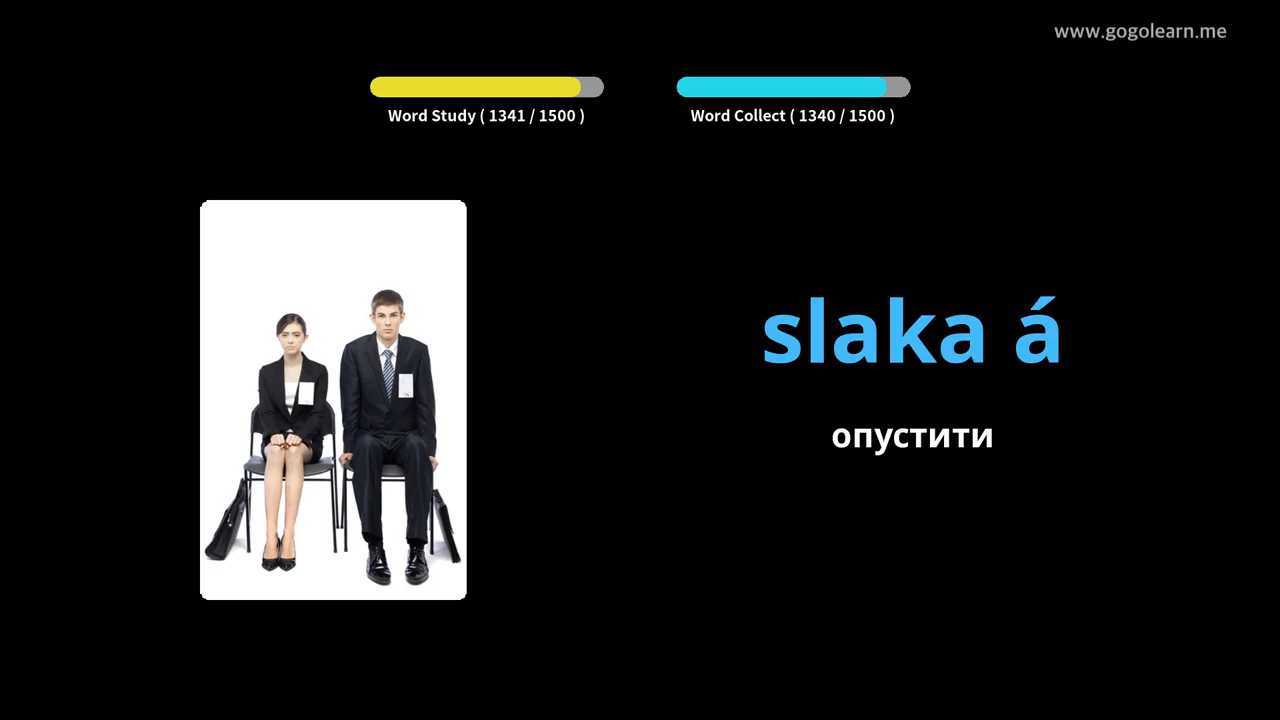 www.gogolearn.me
Word Study ( 1341 / 1500 )
Word Collect ( 1340 / 1500 )
slaka á
опустити